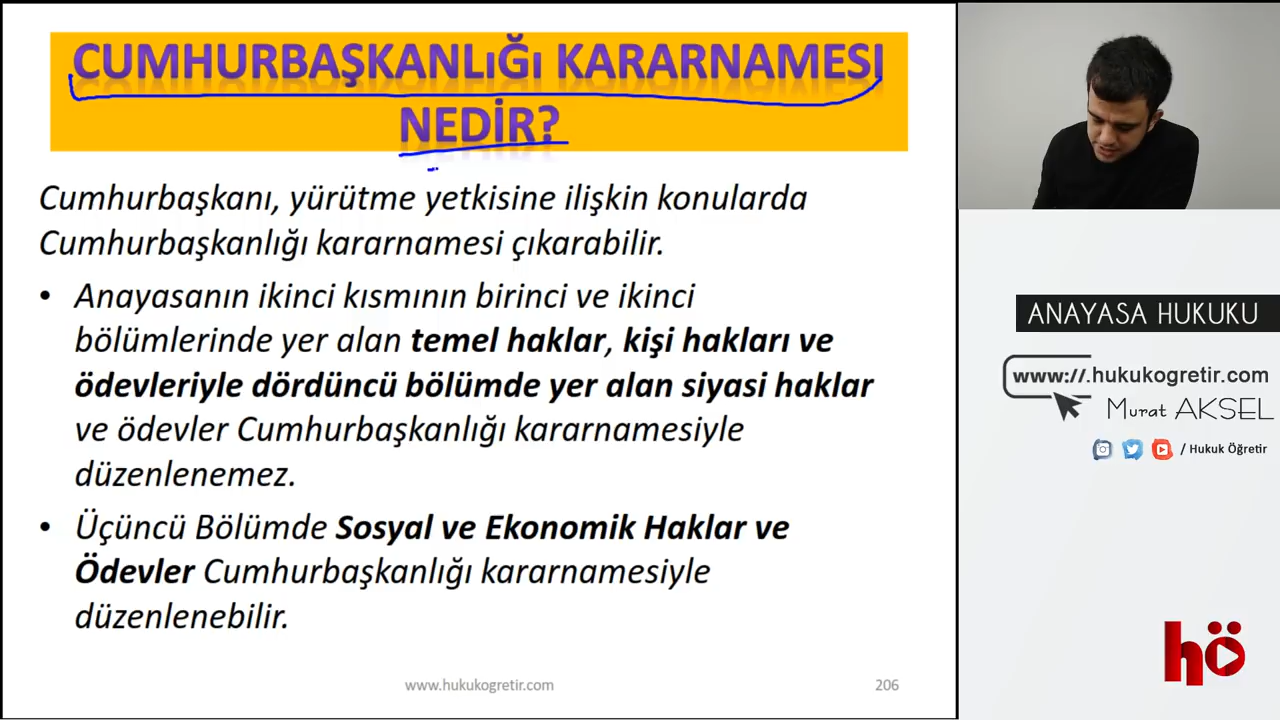 CUMHURBAŞKANLIĞI KARARNAMESI
NEDİR?
Cumhurbaşkanı, yürütme yetkisine ilişkin konularda
Cumhurbaşkanlığı kararnamesi çıkarabilir.
• Anayasanın ikinci kısmının birinci ve ikinci
bölümlerinde yer alan temel haklar, kişi hakları ve
ödevleriyle dördüncü bölümde yer alan siyasi haklar
ve ödevler Cumhurbaşkanlığı kararnamesiyle
düzenlenemez.
• Üçüncü Bölümde Sosyal ve Ekonomik Haklar ve
Ödevler Cumhurbaşkanlığı kararnamesiyle
düzenlenebilir.
www.hukukogretir.com
206
ANAYASA HUKUKU
www://.hukukogretir.com
Murat AKSEL
/ Hukuk Öğretir
hö